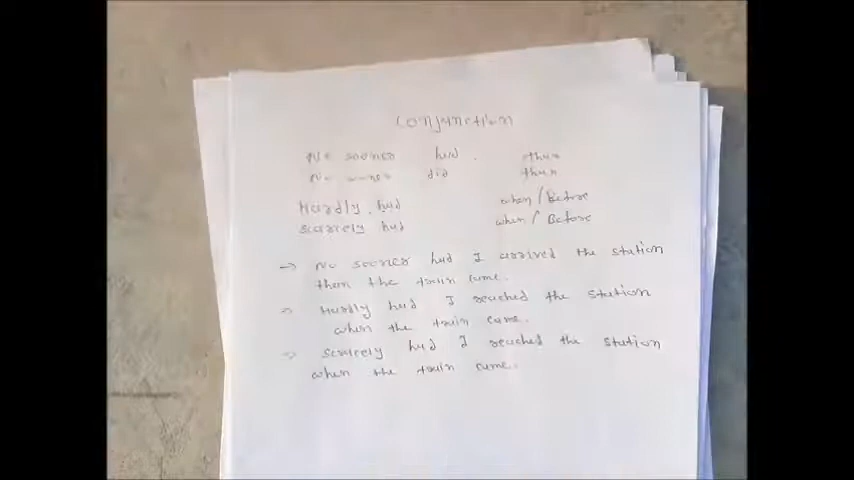 Conjunction
No sooner had than
No sooner did than
Hardly had when/Before
scarcely had when/Before
→ No sooner had I arrived the station
then the train came.
→ Hardly had I reached the station
when the train came.
→ Scarcely had I reached the station
when the train came.